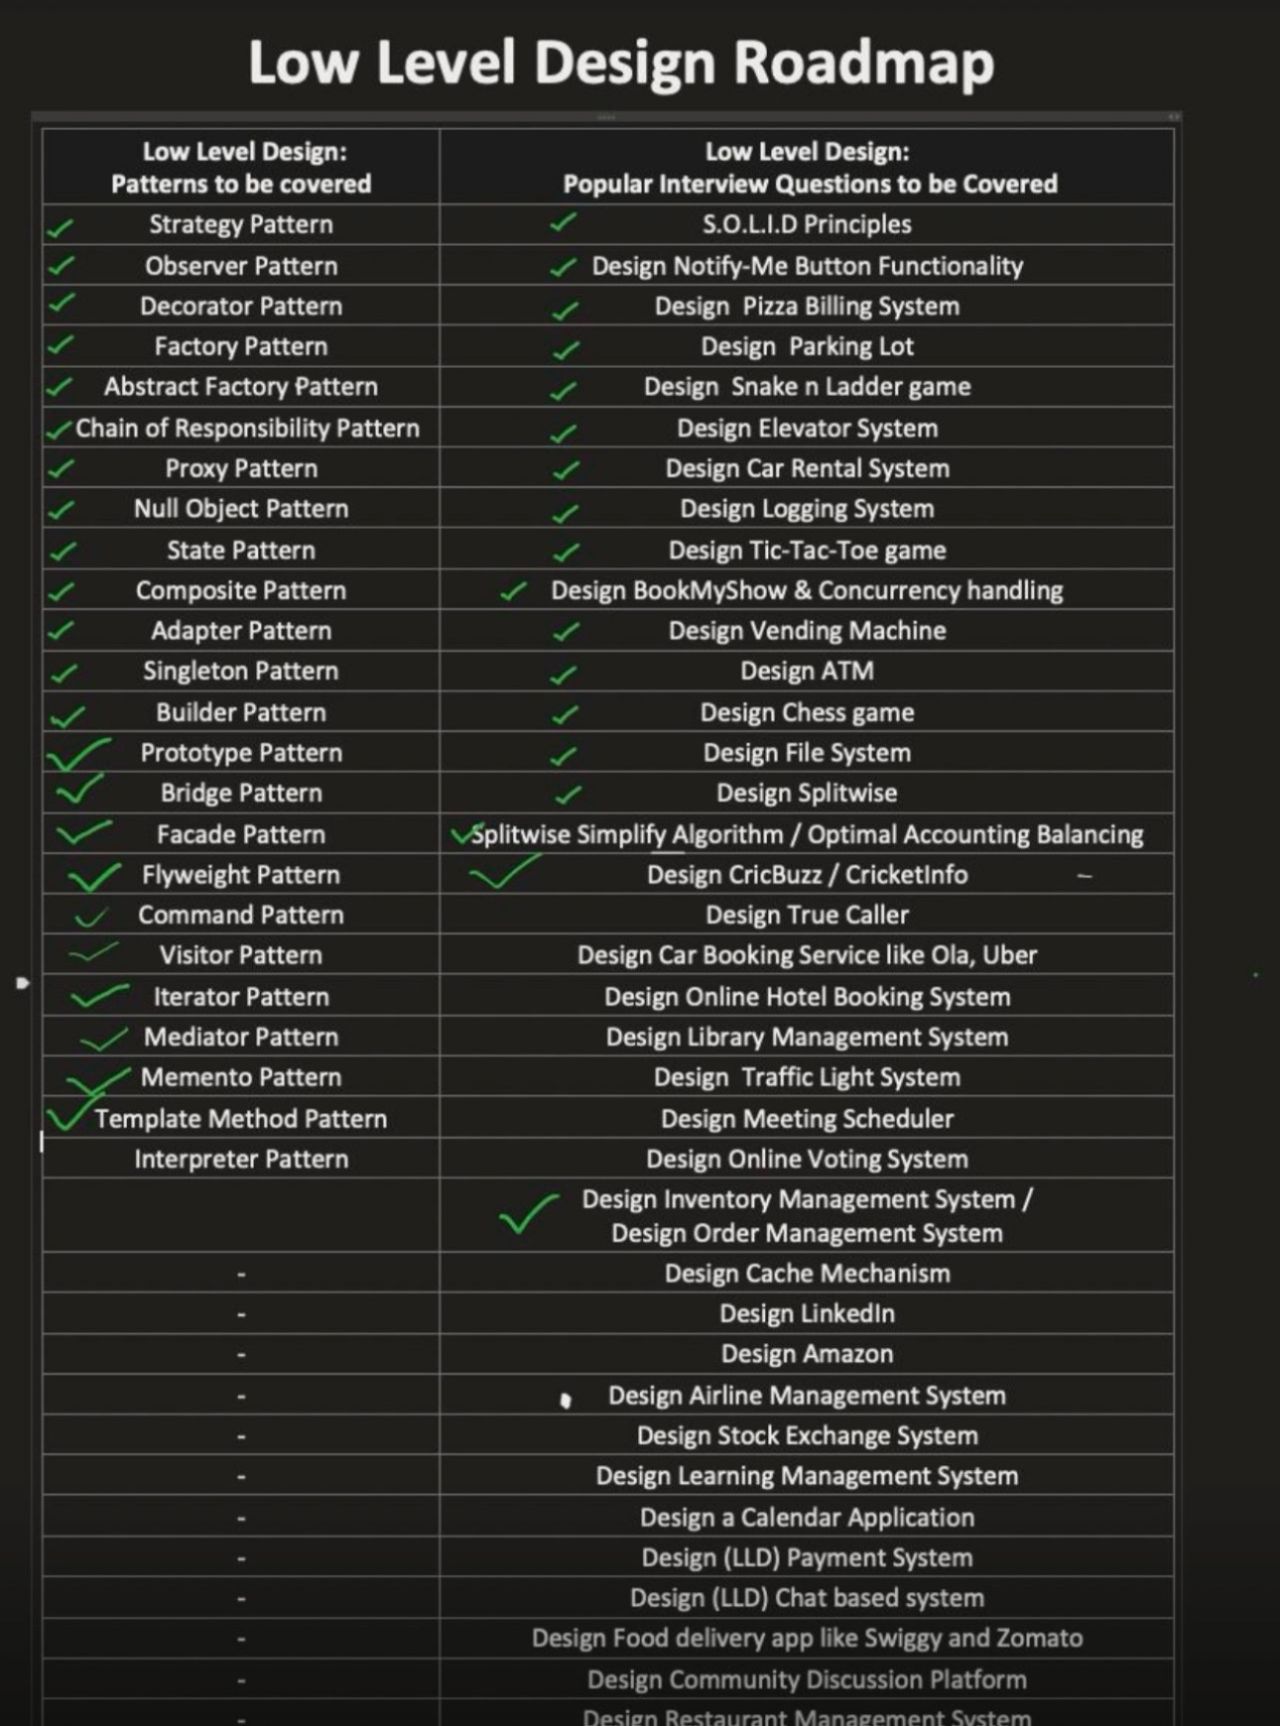 Low Level Design Roadmap
Low Level Design:
Patterns to be covered
Low Level Design:
Popular Interview Questions to be Covered
Strategy Pattern
S.O.L.I.D Principles
Observer Pattern
Design Notify-Me Button Functionality
Decorator Pattern
Design Pizza Billing System
Factory Pattern
Design Parking Lot
Abstract Factory Pattern
Design Snake n Ladder game
Chain of Responsibility Pattern
Design Elevator System
Proxy Pattern
Design Car Rental System
Null Object Pattern
Design Logging System
State Pattern
Design Tic-Tac-Toe game
Composite Pattern
Design BookMyShow & Concurrency handling
Adapter Pattern
Design Vending Machine
Singleton Pattern
Design ATM
Builder Pattern
Design Chess game
Prototype Pattern
Design File System
Bridge Pattern
Design Splitwise
Facade Pattern
Splitwise Simplify Algorithm / Optimal Accounting Balancing
Flyweight Pattern
Design CricBuzz / CricketInfo
Command Pattern
Design True Caller
Visitor Pattern
Design Car Booking Service like Ola, Uber
Iterator Pattern
Design Online Hotel Booking System
Mediator Pattern
Design Library Management System
Memento Pattern
Design Traffic Light System
Template Method Pattern
Design Meeting Scheduler
Interpreter Pattern
Design Online Voting System
Design Inventory Management System /
Design Order Management System
- Design Cache Mechanism
- Design LinkedIn
- Design Amazon
- Design Airline Management System
- Design Stock Exchange System
- Design Learning Management System
- Design a Calendar Application
- Design (LLD) Payment System
- Design (LLD) Chat based system
- Design Food delivery app like Swiggy and Zomato
- Design Community Discussion Platform
- Design Restaurant Management System